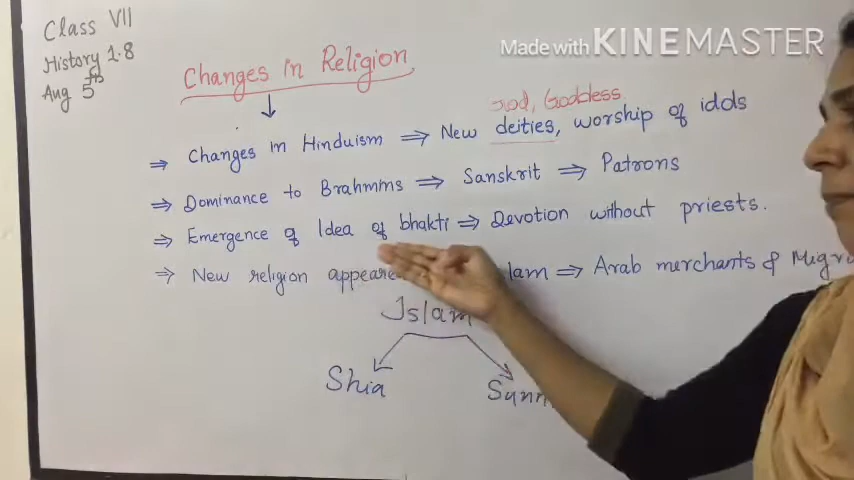 Class VII
History 1.8
Aug 5th
Made with KINEMASTER
Changes in Religion
God, Goddess
⇒ Changes in Hinduism ⇒ New deities, worship of idols
⇒ Dominance to Brahmins ⇒ Sanskrit ⇒ Patrons
⇒ Emergence of Idea of bhakti ⇒ Devotion without priests.
⇒ New religion appeared lam ⇒ Arab merchants & Migra
Islam
Shia
Sunn